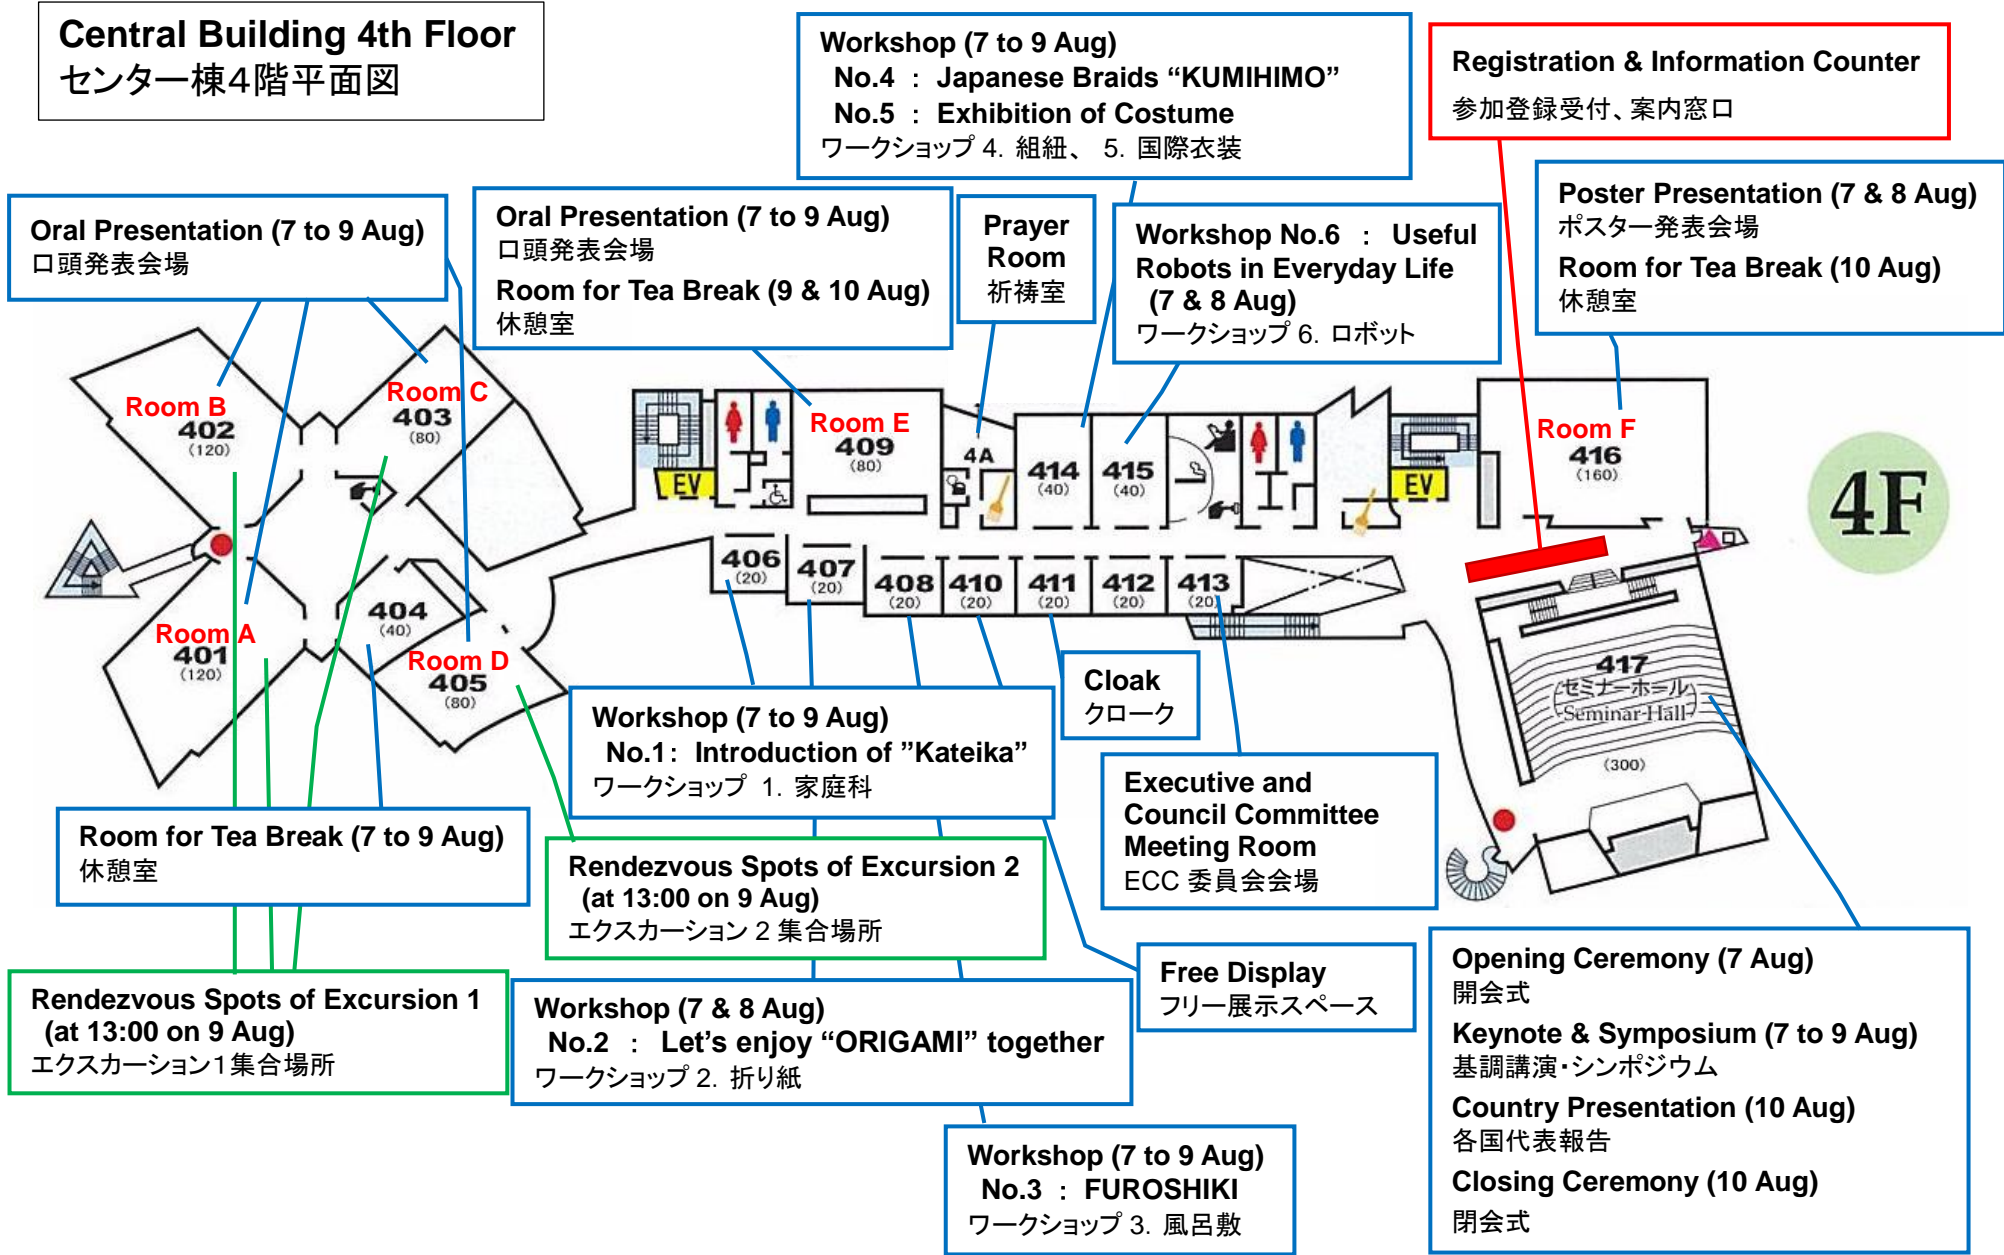 Central Building 4th Floor
センター棟4階平面図
Workshop (7 to 9 Aug)
No.4 : Japanese Braids “KUMIHIMO”
No.5 : Exhibition of Costume
ワークショップ 4. 組紐、 5. 国際衣装
Registration & Information Counter
参加登録受付、案内窓口
Oral Presentation (7 to 9 Aug)
口頭発表会場
Oral Presentation (7 to 9 Aug)
口頭発表会場
Room for Tea Break (9 & 10 Aug)
休憩室
Prayer
Room
祈祷室
Workshop No.6 : Useful
Robots in Everyday Life
(7 & 8 Aug)
ワークショップ 6. ロボット
Poster Presentation (7 & 8 Aug)
ポスター発表会場
Room for Tea Break (10 Aug)
休憩室
Room B
402
(120)
Room C
403
(80)
EV
Room E
409
(80)
4A
414
(40)
415
(40)
EV
Room F
416
(160)
4F
Room A
401
(120)
404
(40)
Room D
405
(80)
406
(20)
407
(20)
408
(20)
410
(20)
411
(20)
412
(20)
413
(20)
417
セミナーホール
Seminar Hall
(300)
Cloak
クローク
Workshop (7 to 9 Aug)
No.1: Introduction of ”Kateika”
ワークショップ 1. 家庭科
Executive and
Council Committee
Meeting Room
ECC 委員会会場
Room for Tea Break (7 to 9 Aug)
休憩室
Rendezvous Spots of Excursion 2
(at 13:00 on 9 Aug)
エクスカーション 2 集合場所
Rendezvous Spots of Excursion 1
(at 13:00 on 9 Aug)
エクスカーション1集合場所
Workshop (7 & 8 Aug)
No.2 : Let’s enjoy “ORIGAMI” together
ワークショップ 2. 折り紙
Free Display
フリー展示スペース
Workshop (7 to 9 Aug)
No.3 : FUROSHIKI
ワークショップ 3. 風呂敷
Opening Ceremony (7 Aug)
開会式
Keynote & Symposium (7 to 9 Aug)
基調講演・シンポジウム
Country Presentation (10 Aug)
各国代表報告
Closing Ceremony (10 Aug)
閉会式